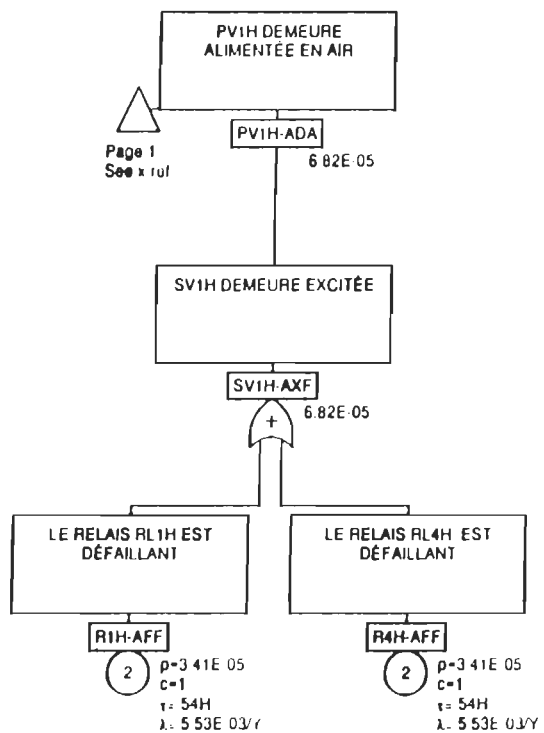 PV1H DEMEURE
ALIMENTÉE EN AIR
PV1H-ADA
Page 1
See x ref
6.82E-05
SV1H DEMEURE EXCITÉE
SV1H-AXF
6.82E-05
+
LE RELAIS RL1H EST
DÉFAILLANT
LE RELAIS RL4H EST
DÉFAILLANT
R1H-AFF
R4H-AFF
2
ρ=3.41E-05
c=1
τ= 54H
λ= 5.53E-03/Y
2
ρ=3.41E-05
c=1
τ= 54H
λ= 5.53E-03/Y